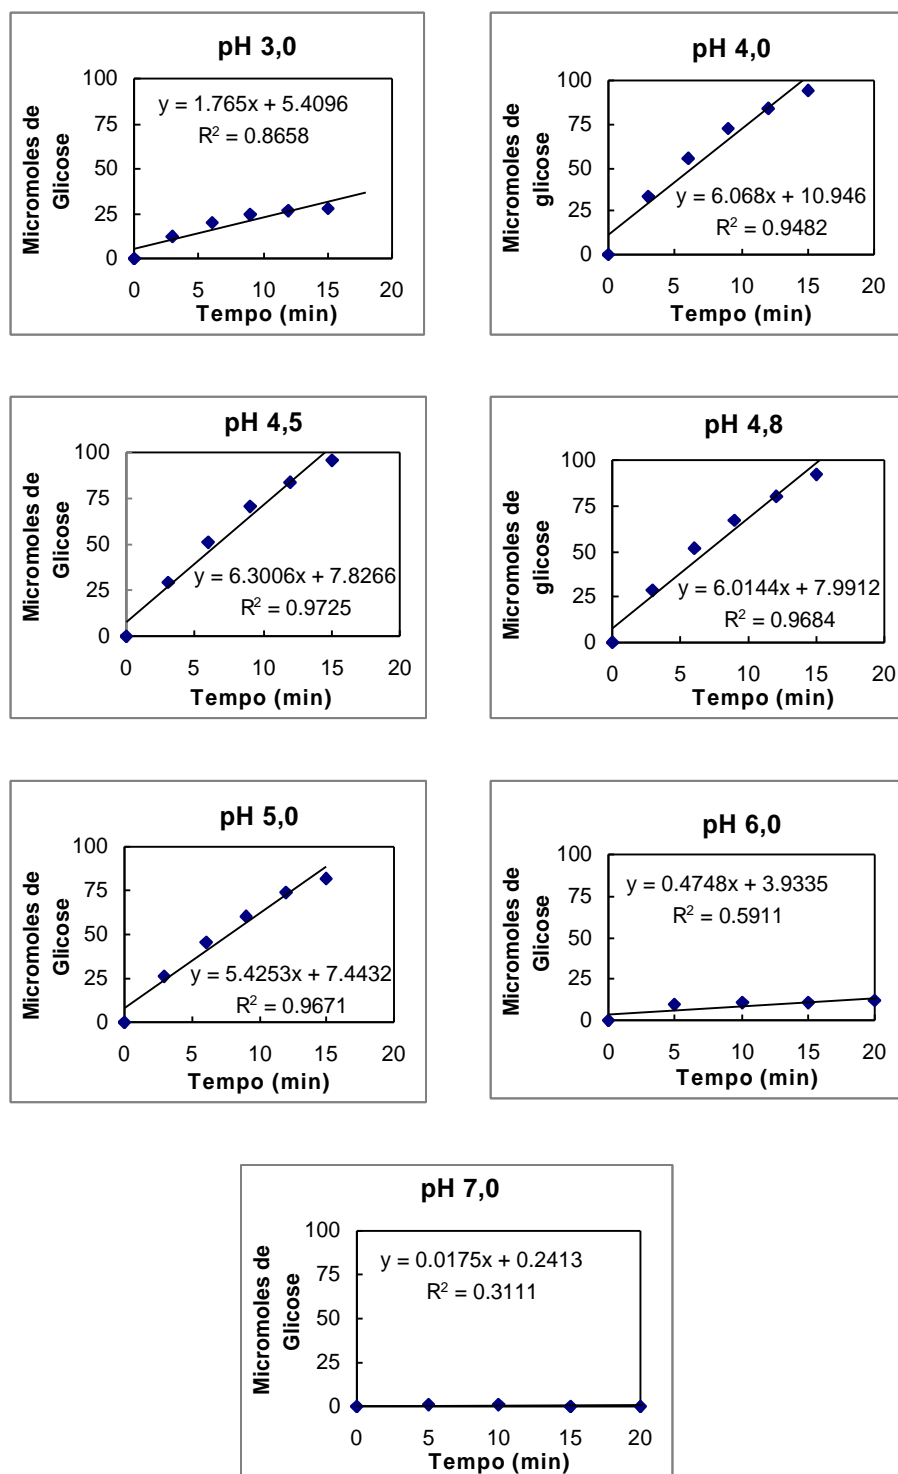 pH 3,0
Micromoles de
Glicose
100
75
50
25
0
y = 1.765x + 5.4096
R² = 0.8658
0 5 10 15 20
Tempo (min)
pH 4,0
Micromoles de
glicose
100
75
50
25
0
y = 6.068x + 10.946
R² = 0.9482
0 5 10 15 20
Tempo (min)
pH 4,5
Micromoles de
Glicose
100
75
50
25
0
y = 6.3006x + 7.8266
R² = 0.9725
0 5 10 15 20
Tempo (min)
pH 4,8
Micromoles de
glicose
100
75
50
25
0
y = 6.0144x + 7.9912
R² = 0.9684
0 5 10 15 20
Tempo (min)
pH 5,0
Micromoles de
Glicose
100
75
50
25
0
y = 5.4253x + 7.4432
R² = 0.9671
0 5 10 15 20
Tempo (min)
pH 6,0
Micromoles de
Glicose
100
75
50
25
0
y = 0.4748x + 3.9335
R² = 0.5911
0 5 10 15 20
Tempo (min)
pH 7,0
Micromoles de
Glicose
100
75
50
25
0
y = 0.0175x + 0.2413
R² = 0.3111
0 5 10 15 20
Tempo (min)